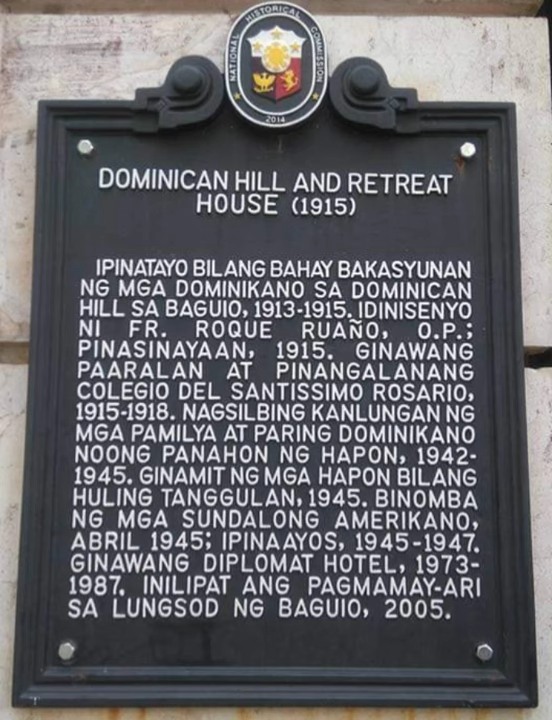 NATIONAL HISTORICAL COMMISSION
2014
DOMINICAN HILL AND RETREAT
HOUSE (1915)
IPINATAYO BILANG BAHAY BAKASYUNAN
NG MGA DOMINIKANO SA DOMINICAN
HILL SA BAGUIO, 1913-1915. IDINISENYO
NI FR. ROQUE RUAÑO, O.P.;
PINASINAYAAN, 1915. GINAWANG
PAARALAN AT PINANGALANANG
COLEGIO DEL SANTISSIMO ROSARIO,
1915-1918. NAGSILBING KANLUNGAN NG
MGA PAMILYA AT PARING DOMINIKANO
NOONG PANAHON NG HAPON, 1942-
1945. GINAMIT NG MGA HAPON BILANG
HULING TANGGULAN, 1945. BINOMBA
NG MGA SUNDALONG AMERIKANO,
ABRIL 1945; IPINAAYOS, 1945-1947.
GINAWANG DIPLOMAT HOTEL, 1973-
1987. INILIPAT ANG PAGMAMAY-ARI
SA LUNGSOD NG BAGUIO, 2005.